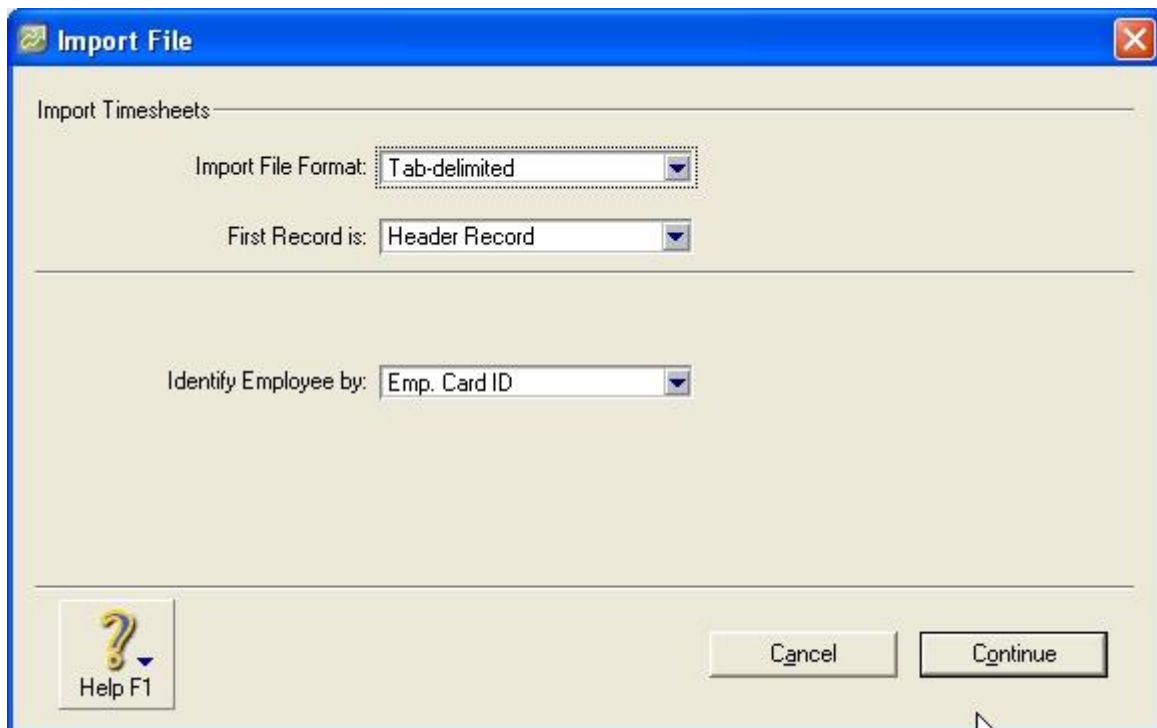 Import File
Import Timesheets
Import File Format: Tab-delimited
First Record is: Header Record
Identify Employee by: Emp. Card ID
Help F1
Cancel
Continue